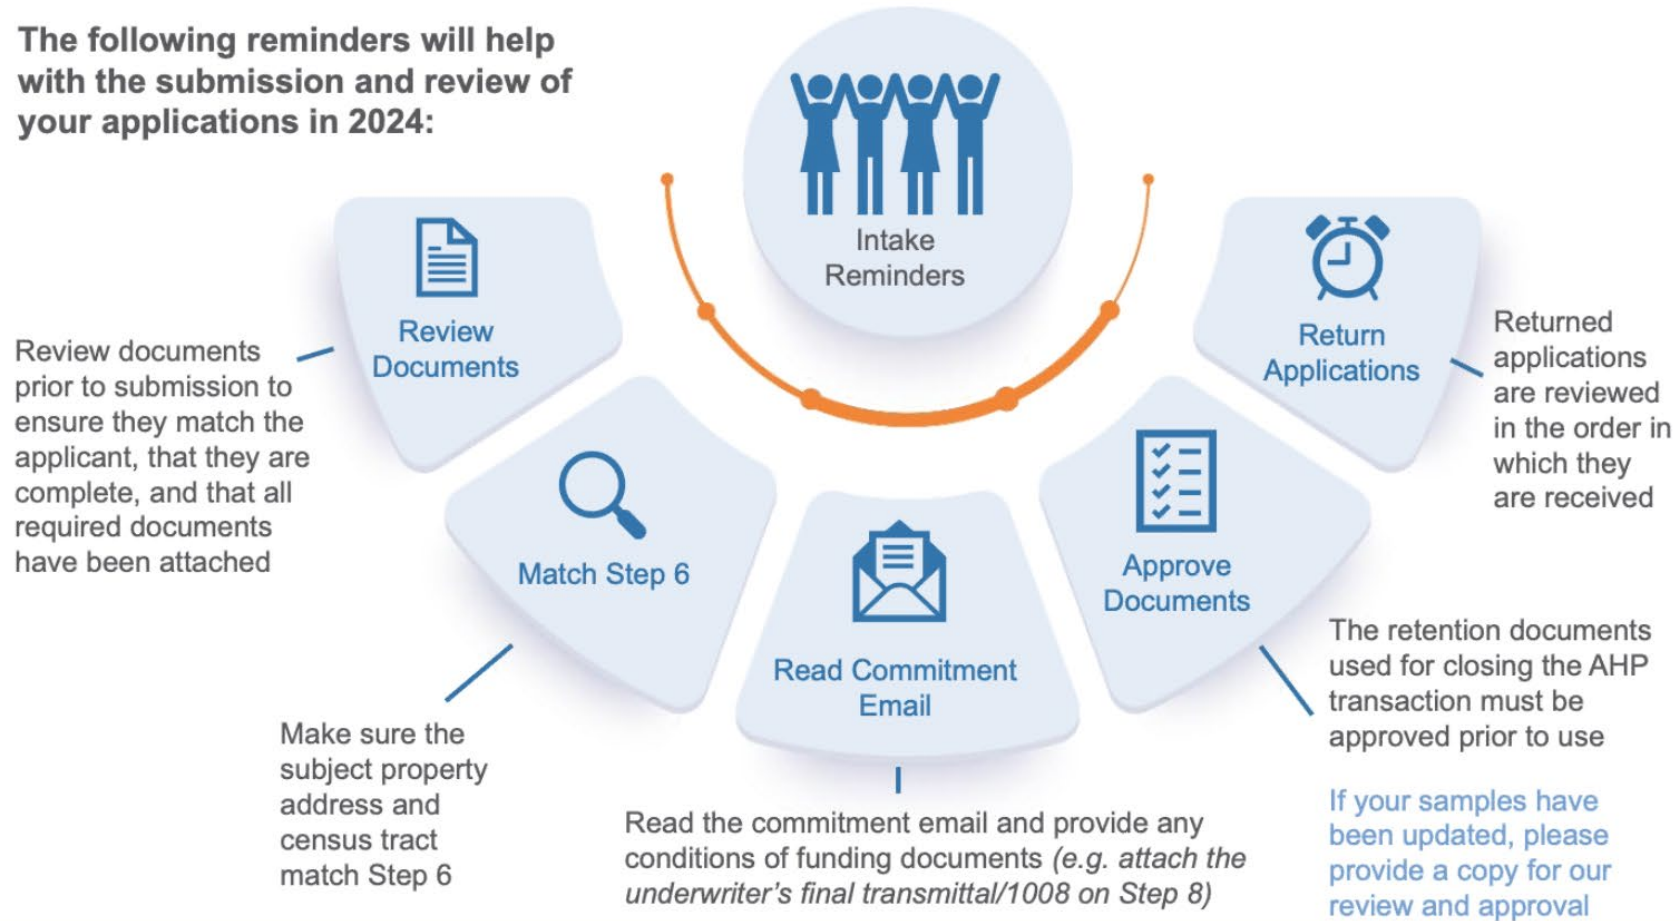 The following reminders will help
with the submission and review of
your applications in 2024:
Intake
Reminders
Review
Documents
Review documents
prior to submission to
ensure they match the
applicant, that they are
complete, and that all
required documents
have been attached
Match Step 6
Make sure the
subject property
address and
census tract
match Step 6
Read Commitment
Email
Read the commitment email and provide any
conditions of funding documents (e.g. attach the
underwriter's final transmittal/1008 on Step 8)
Approve
Documents
The retention documents
used for closing the AHP
transaction must be
approved prior to use
If your samples have
been updated, please
provide a copy for our
review and approval
Return
Applications
Returned
applications
are reviewed
in the order in
which they
are received